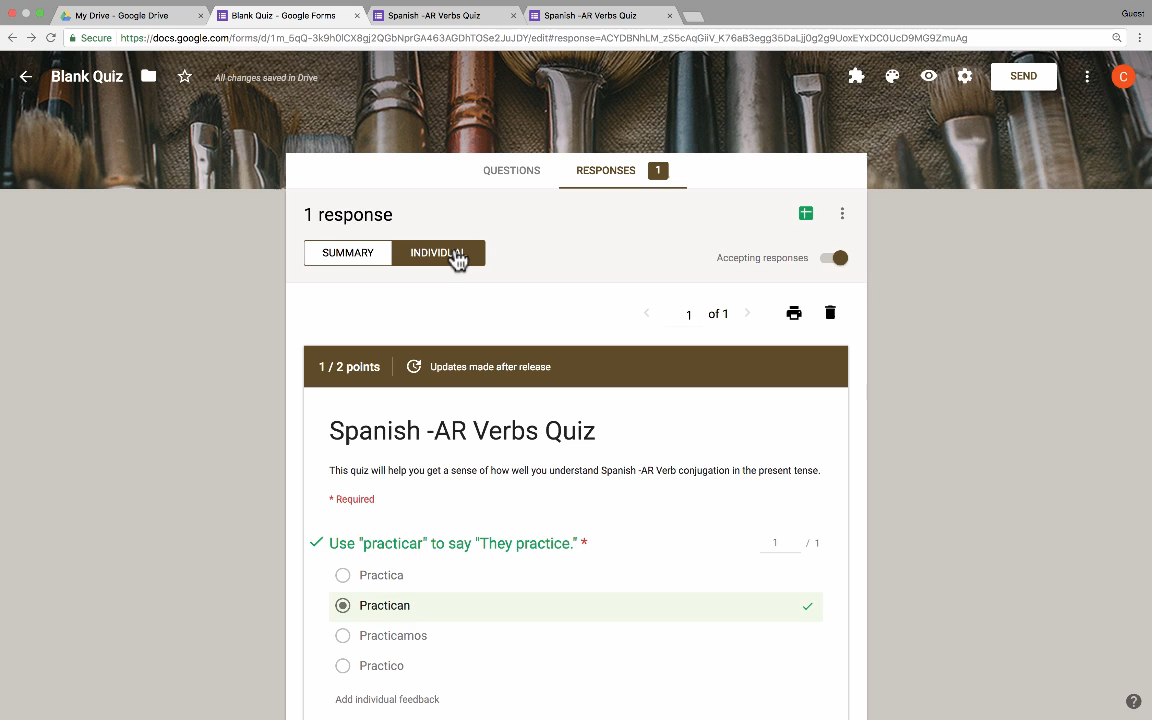 My Drive - Google Drive
Blank Quiz - Google Forms
Spanish -AR Verbs Quiz
Spanish -AR Verbs Quiz
Guest
Secure https://docs.google.com/forms/d/1m_5qQ-3k9h0lCX8gj2QGbNprGA463AGDhTOSe2JuJDY/edit#response=ACYDBNhLM_zS5cAqGiiV_K76aB3egg35DaLjj0g2g9UoxEYxDC0UcD9MG9ZmuAg
Blank Quiz
All changes saved in Drive
SEND
C
QUESTIONS
RESPONSES 1
1 response
SUMMARY
INDIVIDUAL
Accepting responses
1 of 1
1 / 2 points
Updates made after release
Spanish -AR Verbs Quiz
This quiz will help you get a sense of how well you understand Spanish -AR Verb conjugation in the present tense.
* Required
Use "practicar" to say "They practice." *
1 / 1
Practica
Practican
Practicamos
Practico
Add individual feedback